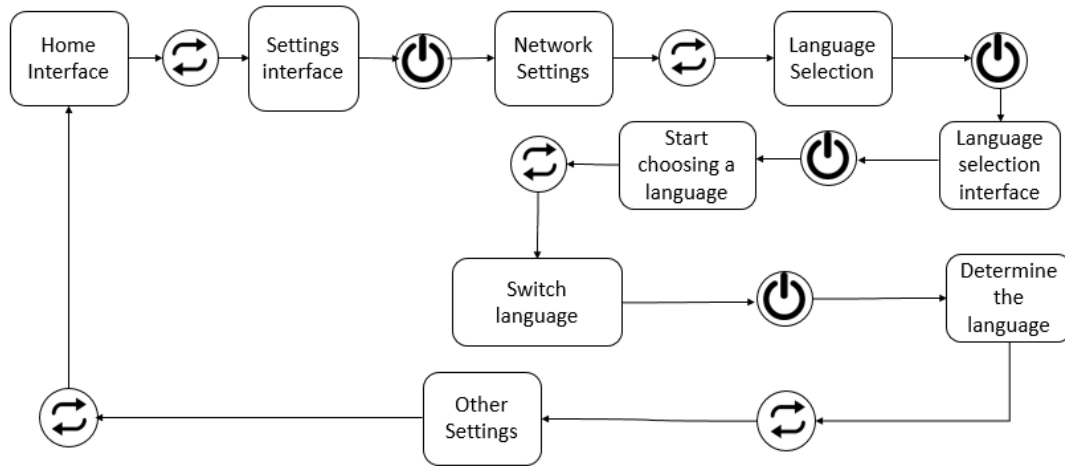 Home
Interface
Settings
interface
Network
Settings
Language
Selection
Language
selection
interface
Start
choosing a
language
Switch
language
Determine
the
language
Other
Settings